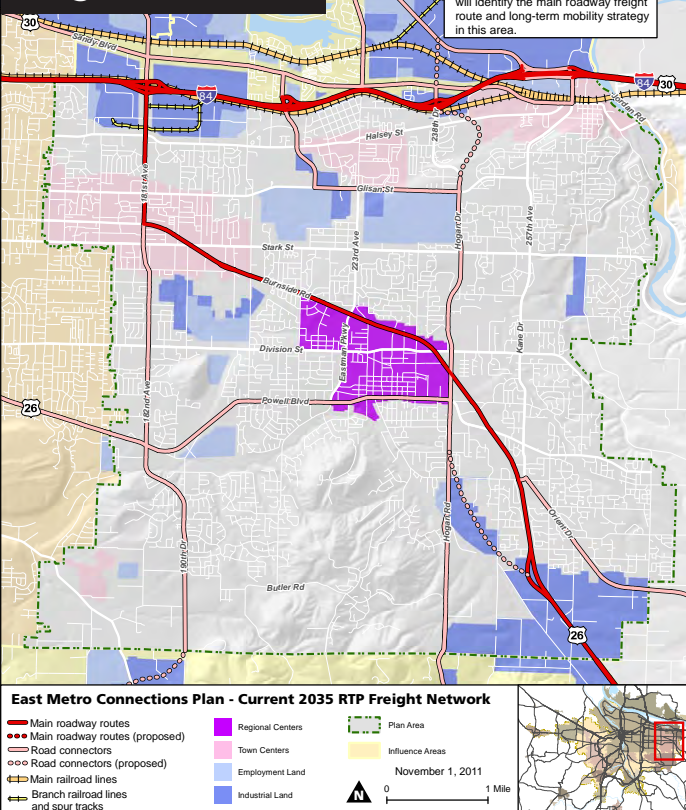 will identify the main roadway freight
route and long-term mobility strategy
in this area.
30
Sandy Blvd
84
84
30
Jordan Rd
Halsey St
238th Dr
181st Ave
Glisan St
Hogan Dr
257th Ave
223rd Ave
Stark St
Burnside Rd
Division St
Eastman Pkwy
Kane Dr
182nd Ave
26
Powell Blvd
Hogan Rd
Orient Dr
190th Dr
Butler Rd
26
East Metro Connections Plan - Current 2035 RTP Freight Network
Main roadway routes
Main roadway routes (proposed)
Road connectors
Road connectors (proposed)
Main railroad lines
Branch railroad lines
and spur tracks
Regional Centers
Town Centers
Employment Land
Industrial Land
Plan Area
Influence Areas
November 1, 2011
N
0
1 Mile